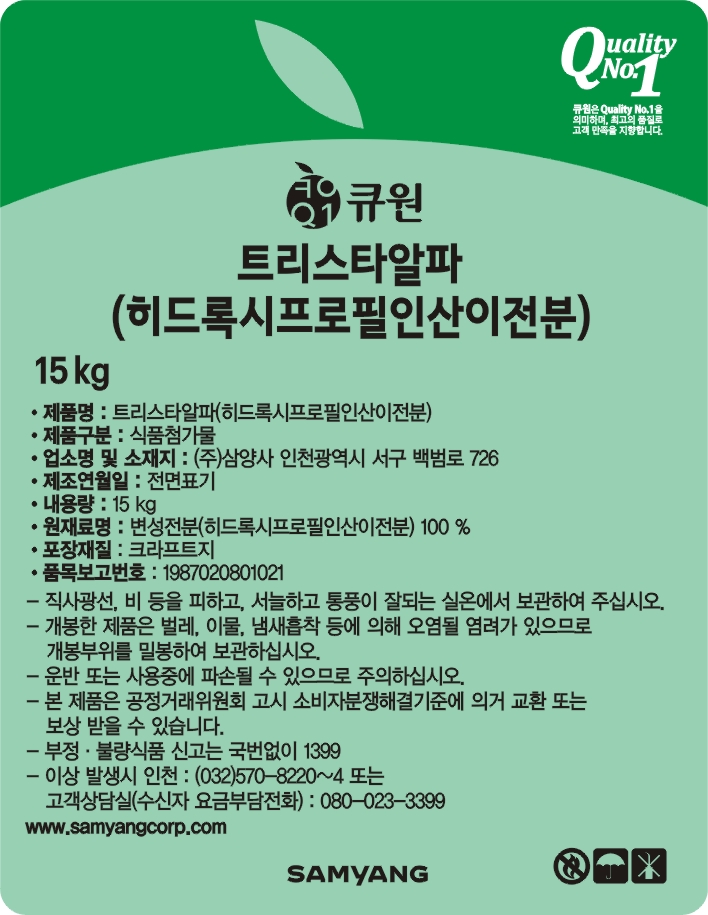 Quality
No.1
큐원은 Quality No.1을
의미하며, 최고의 품질로
고객 만족을 지향합니다.
큐원
Q1 큐원
트리스타알파
(히드록시프로필인산이전분)
15 kg
• 제품명 : 트리스타알파(히드록시프로필인산이전분)
• 제품구분 : 식품첨가물
• 업소명 및 소재지 : (주)삼양사 인천광역시 서구 백범로 726
• 제조연월일 : 전면표기
• 내용량 : 15 kg
• 원재료명 : 변성전분(히드록시프로필인산이전분) 100 %
• 포장재질 : 크라프트지
• 품목보고번호 : 1987020801021
– 직사광선, 비 등을 피하고, 서늘하고 통풍이 잘되는 실온에서 보관하여 주십시오.
– 개봉한 제품은 벌레, 이물, 냄새흡착 등에 의해 오염될 염려가 있으므로
개봉부위를 밀봉하여 보관하십시오.
– 운반 또는 사용중에 파손될 수 있으므로 주의하십시오.
– 본 제품은 공정거래위원회 고시 소비자분쟁해결기준에 의거 교환 또는
보상 받을 수 있습니다.
– 부정 · 불량식품 신고는 국번없이 1399
– 이상 발생시 인천 : (032)570–8220~4 또는
고객상담실(수신자 요금부담전화) : 080–023–3399
www.samyangcorp.com
SAMYANG